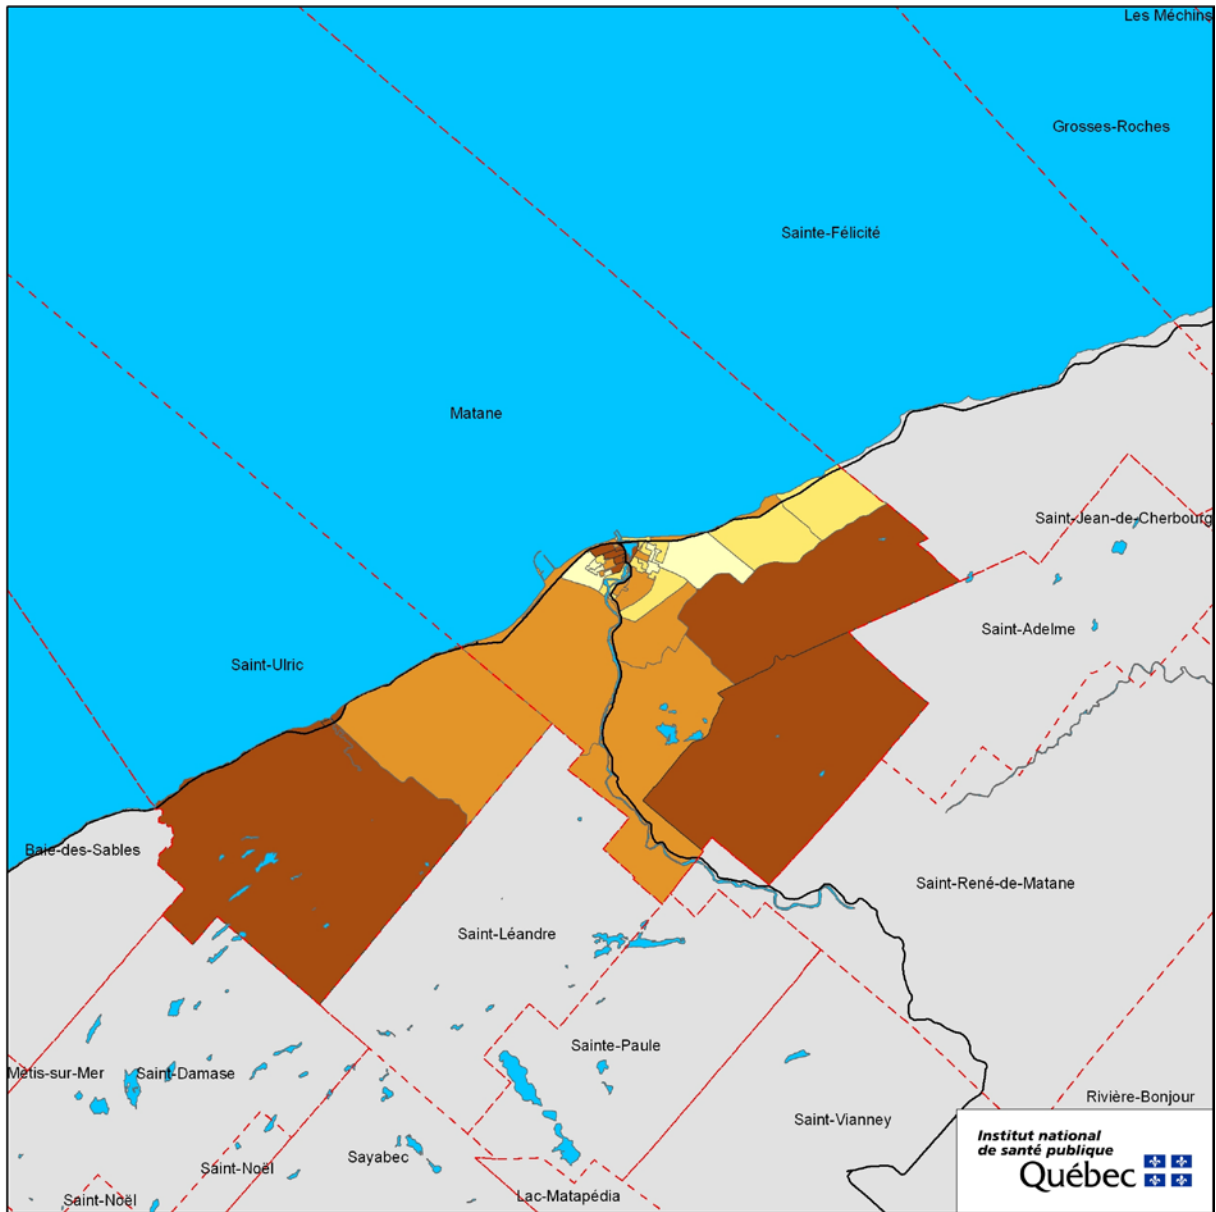 Les Méchins
Grosses-Roches
Sainte-Félicité
Matane
Saint-Jean-de-Cherbourg
Saint-Adelme
Saint-Ulric
Baie-des-Sables
Saint-René-de-Matane
Saint-Léandre
Sainte-Paule
Métis-sur-Mer
Saint-Damase
Rivière-Bonjour
Saint-Vianney
Institut national
de santé publique
Québec
Sayabec
Saint-Noël
Lac-Matapédia
Saint-Noël